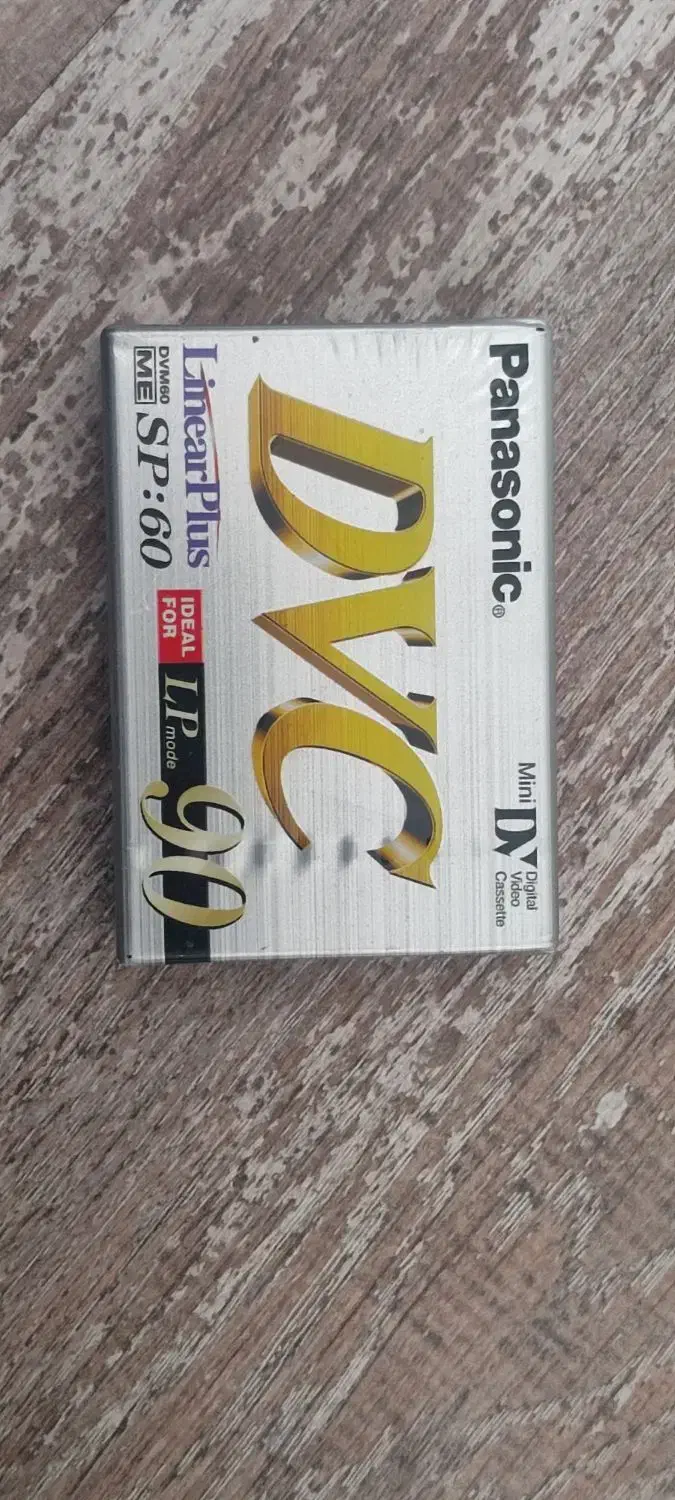 Panasonic®
Mini DV Digital
Video
Cassette
DVC
LinearPlus
DVM60
ME SP:60
IDEAL
FOR
LP mode 90